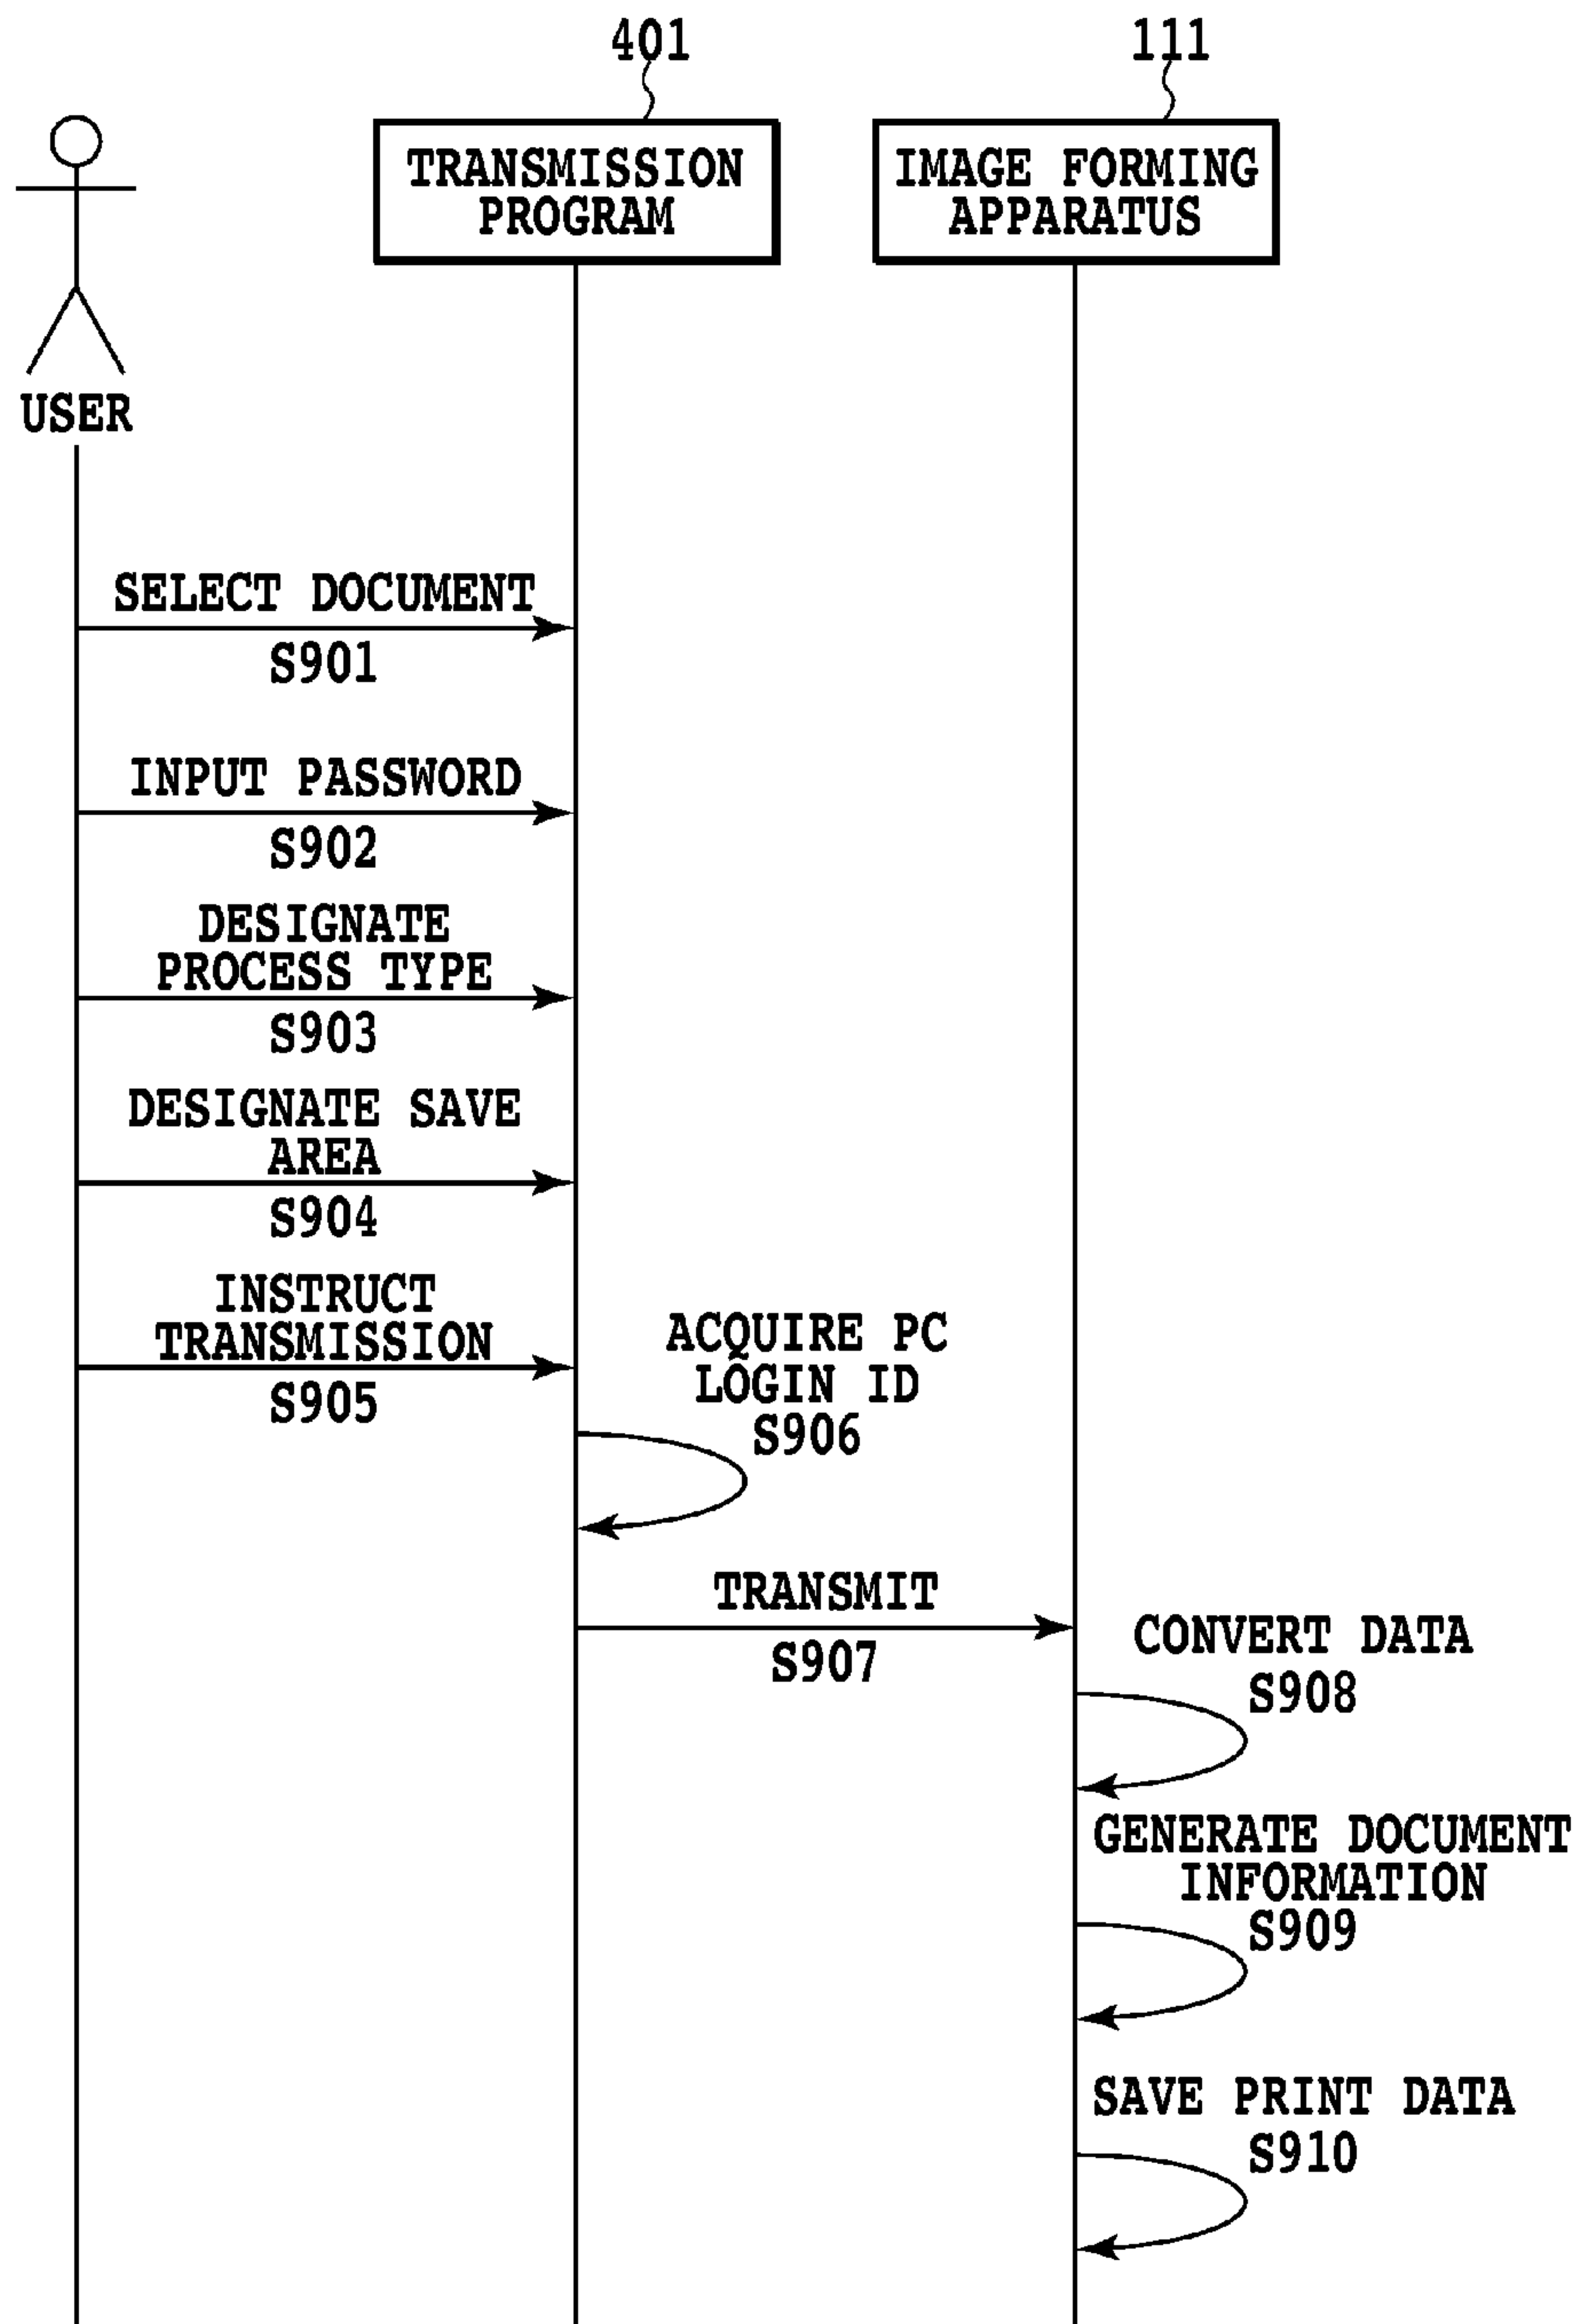 401
111
TRANSMISSION
PROGRAM
IMAGE FORMING
APPARATUS
USER
SELECT DOCUMENT
S901
INPUT PASSWORD
S902
DESIGNATE
PROCESS TYPE
S903
DESIGNATE SAVE
AREA
S904
INSTRUCT
TRANSMISSION
S905
ACQUIRE PC
LOGIN ID
S906
TRANSMIT
S907
CONVERT DATA
S908
GENERATE DOCUMENT
INFORMATION
S909
SAVE PRINT DATA
S910